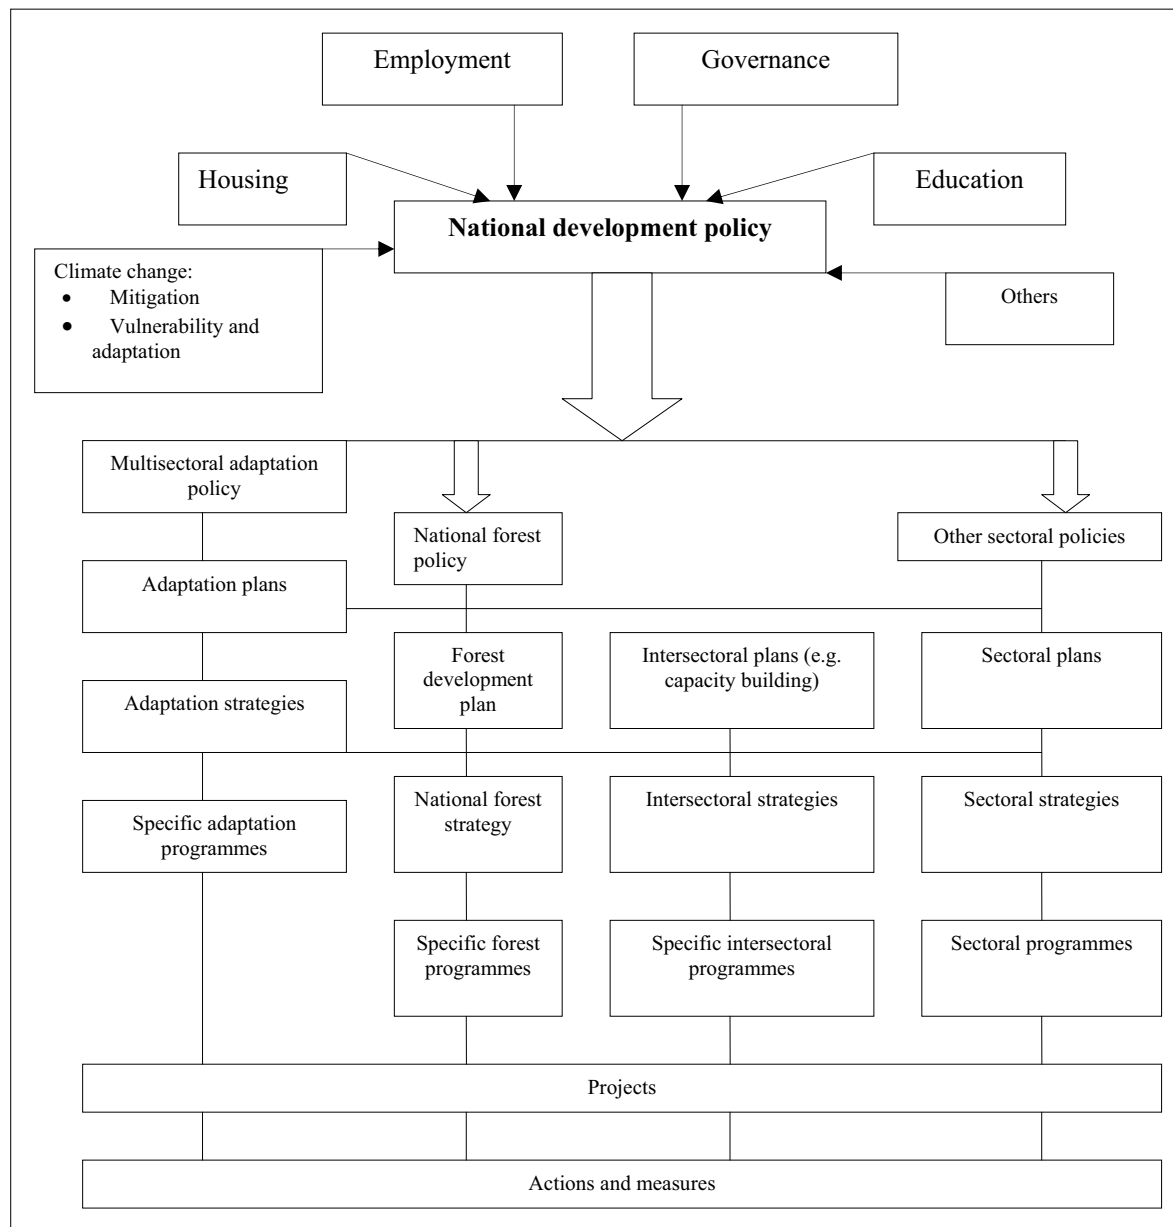 Employment
Governance
Housing
Education
National development policy
Climate change:
• Mitigation
• Vulnerability and
adaptation
Others
Multisectoral adaptation
policy
National forest
policy
Other sectoral policies
Adaptation plans
Forest
development
plan
Intersectoral plans (e.g.
capacity building)
Sectoral plans
Adaptation strategies
National forest
strategy
Intersectoral strategies
Sectoral strategies
Specific adaptation
programmes
Specific forest
programmes
Specific intersectoral
programmes
Sectoral programmes
Projects
Actions and measures